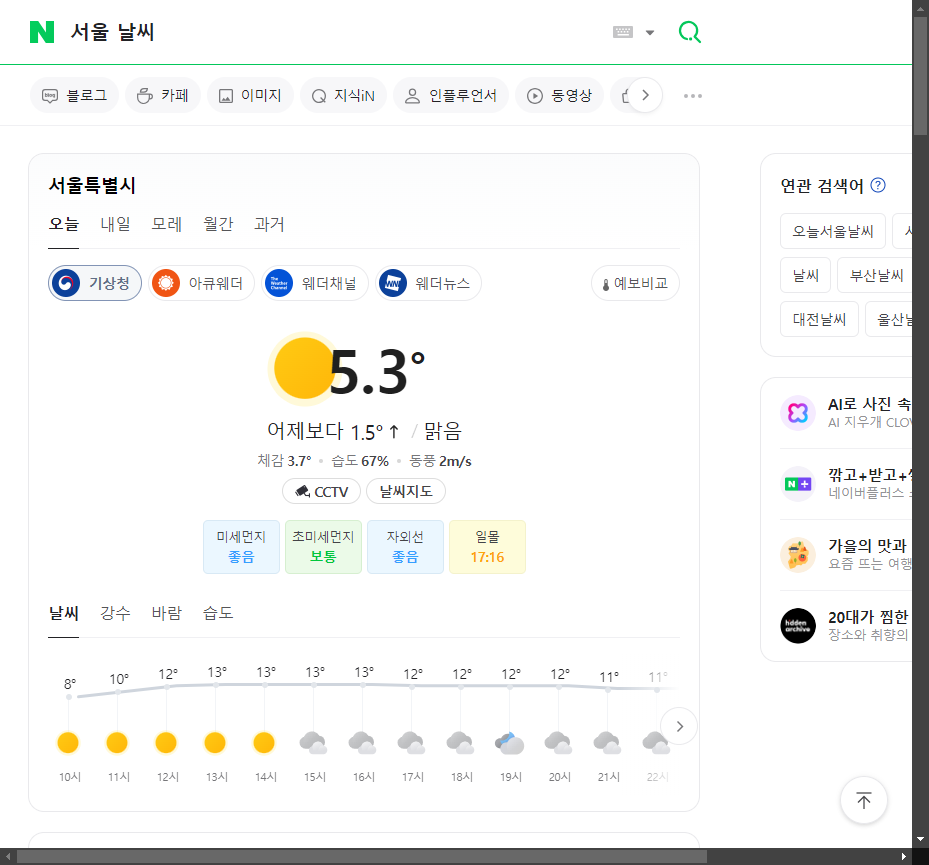 서울 날씨
블로그 카페 이미지 지식iN 인플루언서 동영상
서울특별시
오늘 내일 모레 월간 과거
기상청 아큐웨더 웨더채널 웨더뉴스 예보비교
5.3°
어제보다 1.5° ↑ / 맑음
체감 3.7° 습도 67% 동풍 2m/s
CCTV 날씨지도
미세먼지 초미세먼지 자외선 일몰
좋음 보통 좋음 17:16
날씨 강수 바람 습도
8° 10° 12° 13° 13° 13° 13° 12° 12° 12° 12° 11° 11°
10시 11시 12시 13시 14시 15시 16시 17시 18시 19시 20시 21시 22시
연관 검색어 ?
오늘서울날씨
날씨 부산날씨
대전날씨 울산날
AI로 사진 속
AI 지우개 CLOV
깎고+받고+
네이버플러스
가을의 맛과
요즘 뜨는 여행
hidden
archive
20대가 찜한
장소와 취향의